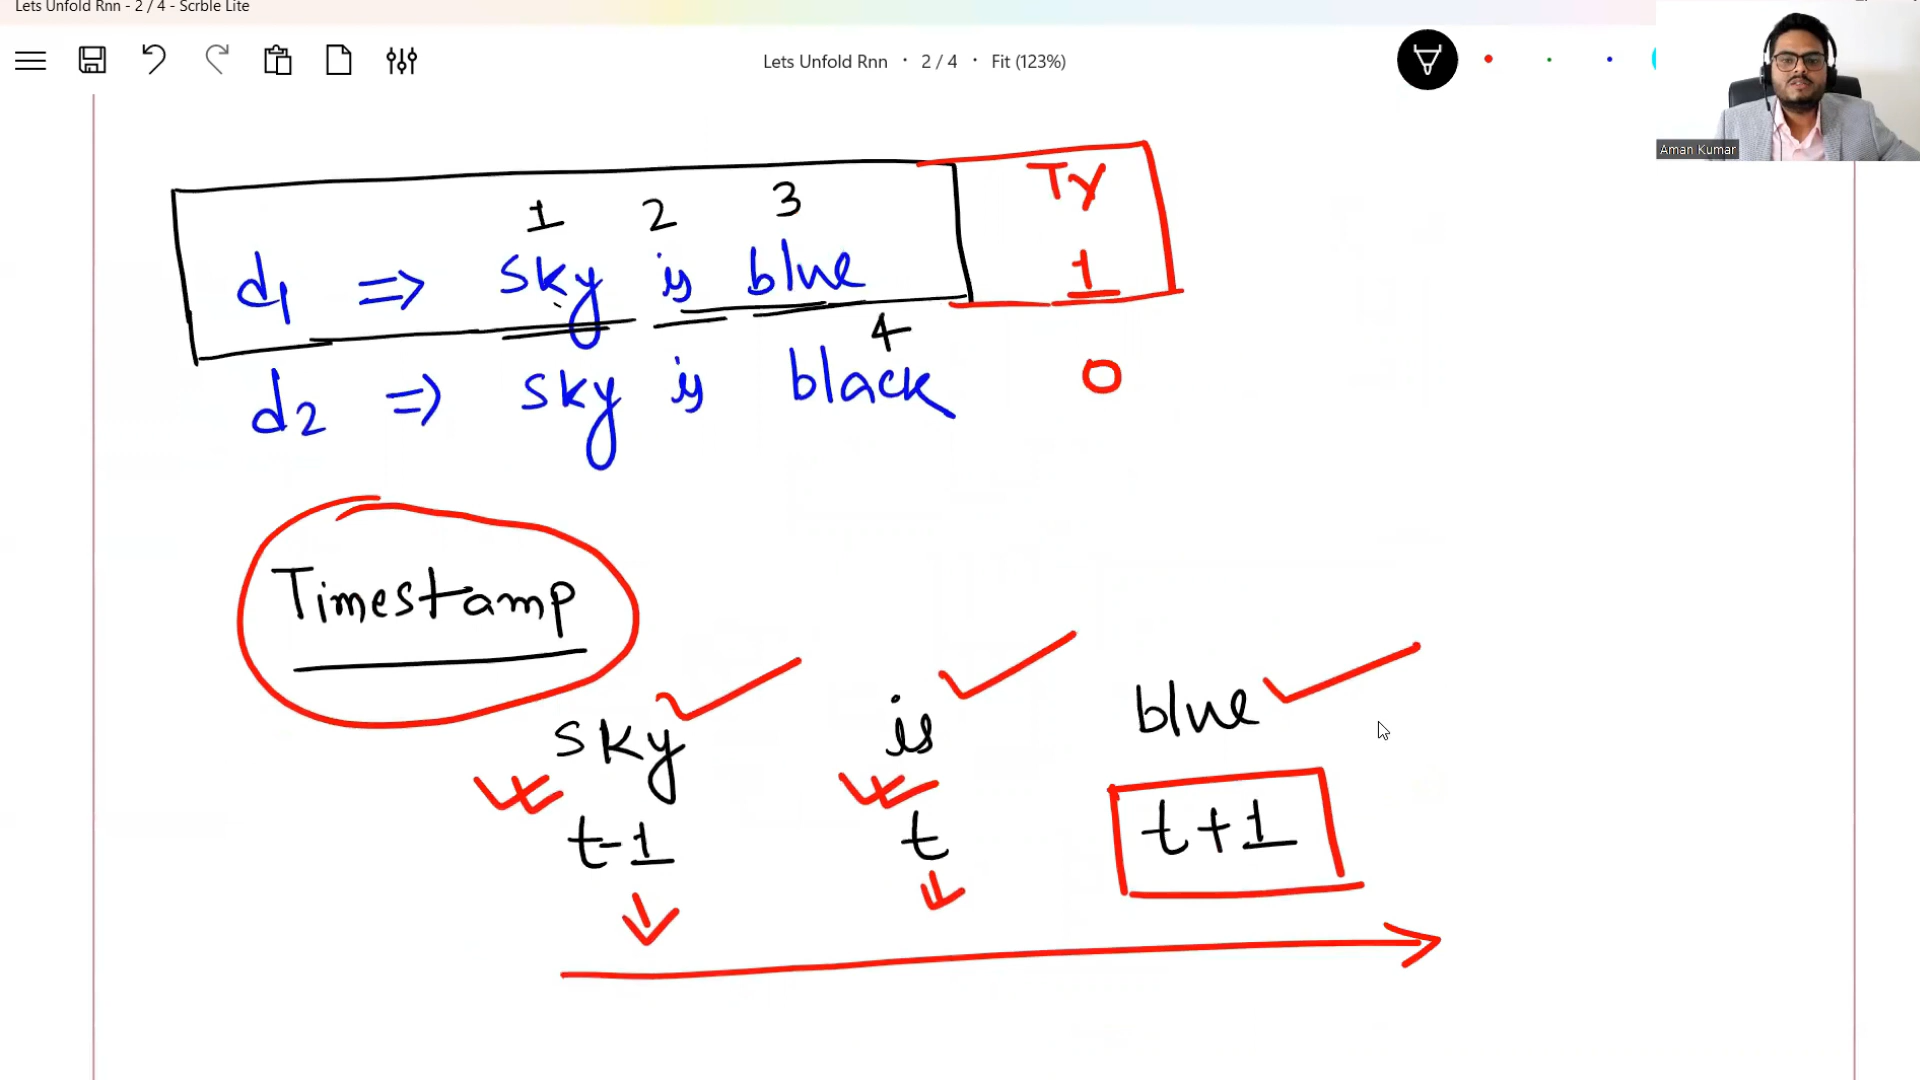 Lets Unfold Rnn - 2 / 4 - Scrble Lite
Lets Unfold Rnn • 2 / 4 • Fit (123%)
Aman Kumar
1 2 3 Ty
d1 => sky is blue 1
4
d2 => sky is black 0
Timestamp
sky is blue
t-1 t t+1